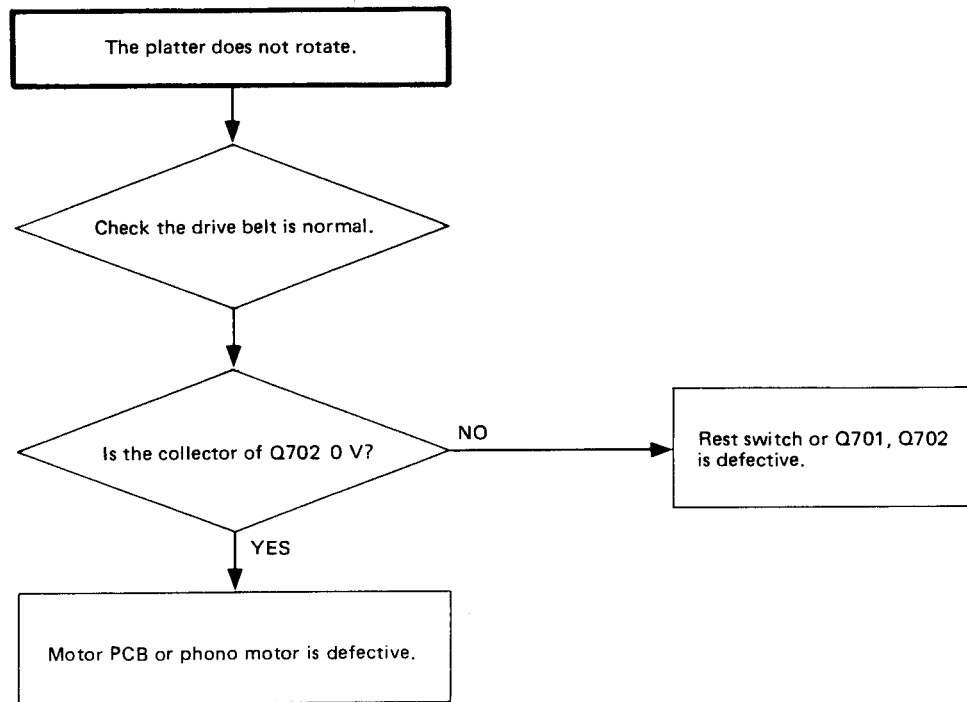 The platter does not rotate.
Check the drive belt is normal.
Is the collector of Q702 0 V?
NO
Rest switch or Q701, Q702
is defective.
YES
Motor PCB or phono motor is defective.